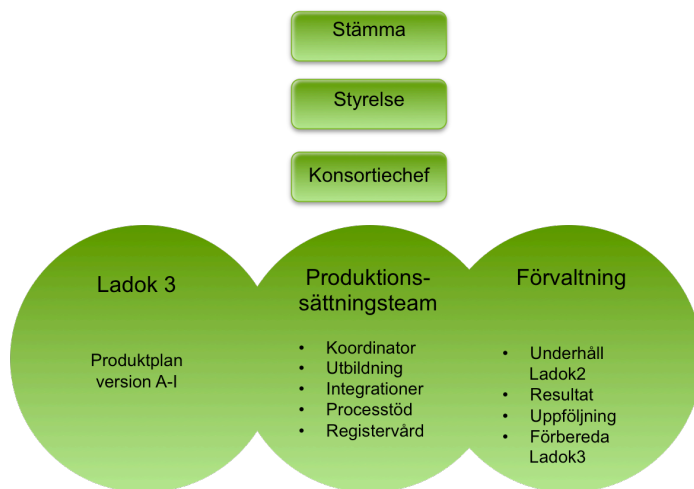 Stämma
Styrelse
Konsortiechef
Ladok 3
Produktplan
version A-I
Produktions-
sättningsteam
• Koordinator
• Utbildning
• Integrationer
• Processtöd
• Registervård
Förvaltning
• Underhåll
Ladok2
• Resultat
• Uppföljning
• Förbereda
Ladok3